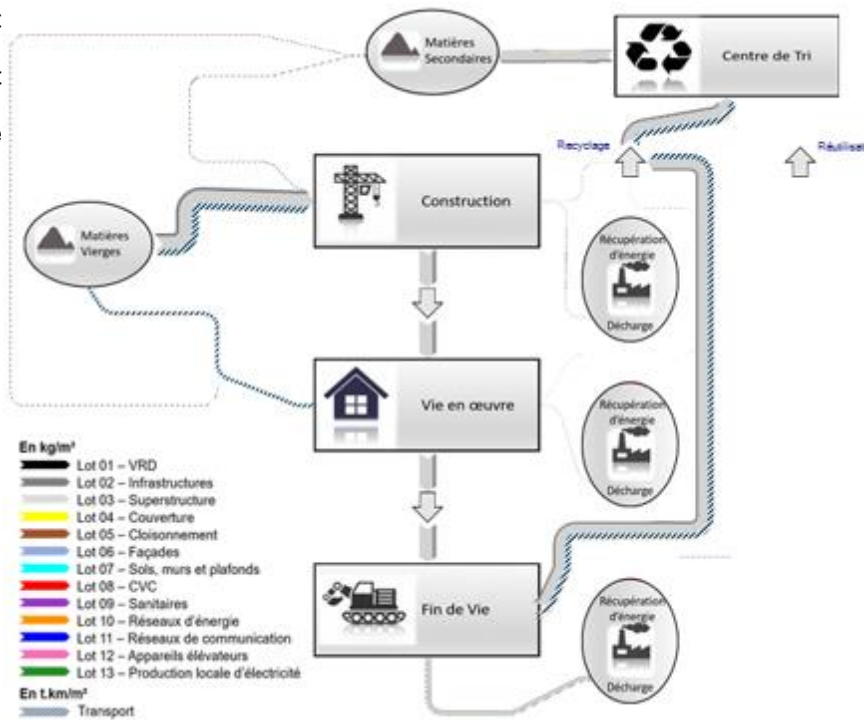 Matières
Secondaires
Centre de Tri
Recyclage
Construction
Matières
Vierges
Récupération
d'énergie
Décharge
Vie en œuvre
Récupération
d'énergie
Décharge
En kg/m²
Lot 01 – VRD
Lot 02 – Infrastructures
Lot 03 – Superstructure
Lot 04 – Couverture
Lot 05 – Cloisonnement
Lot 06 – Façades
Lot 07 – Sols, murs et plafonds
Lot 08 – CVC
Lot 09 – Sanitaires
Lot 10 – Réseaux d'énergie
Lot 11 – Réseaux de communication
Lot 12 – Appareils élévateurs
Lot 13 – Production locale d'électricité
En t.km/m²
Transport
Fin de Vie
Récupération
d'énergie
Décharge